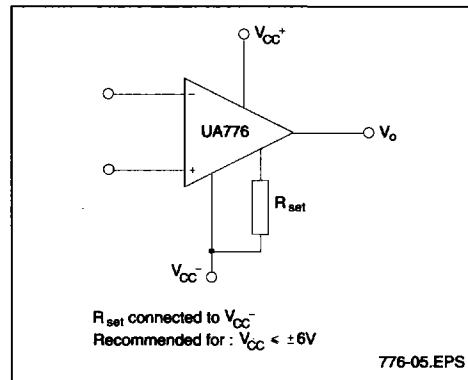 V_CC⁺
−
UA776
V_o
+
R_set
V_CC⁻
R_set connected to V_CC⁻
Recommended for : V_CC ≤ ±6V
776-05.EPS